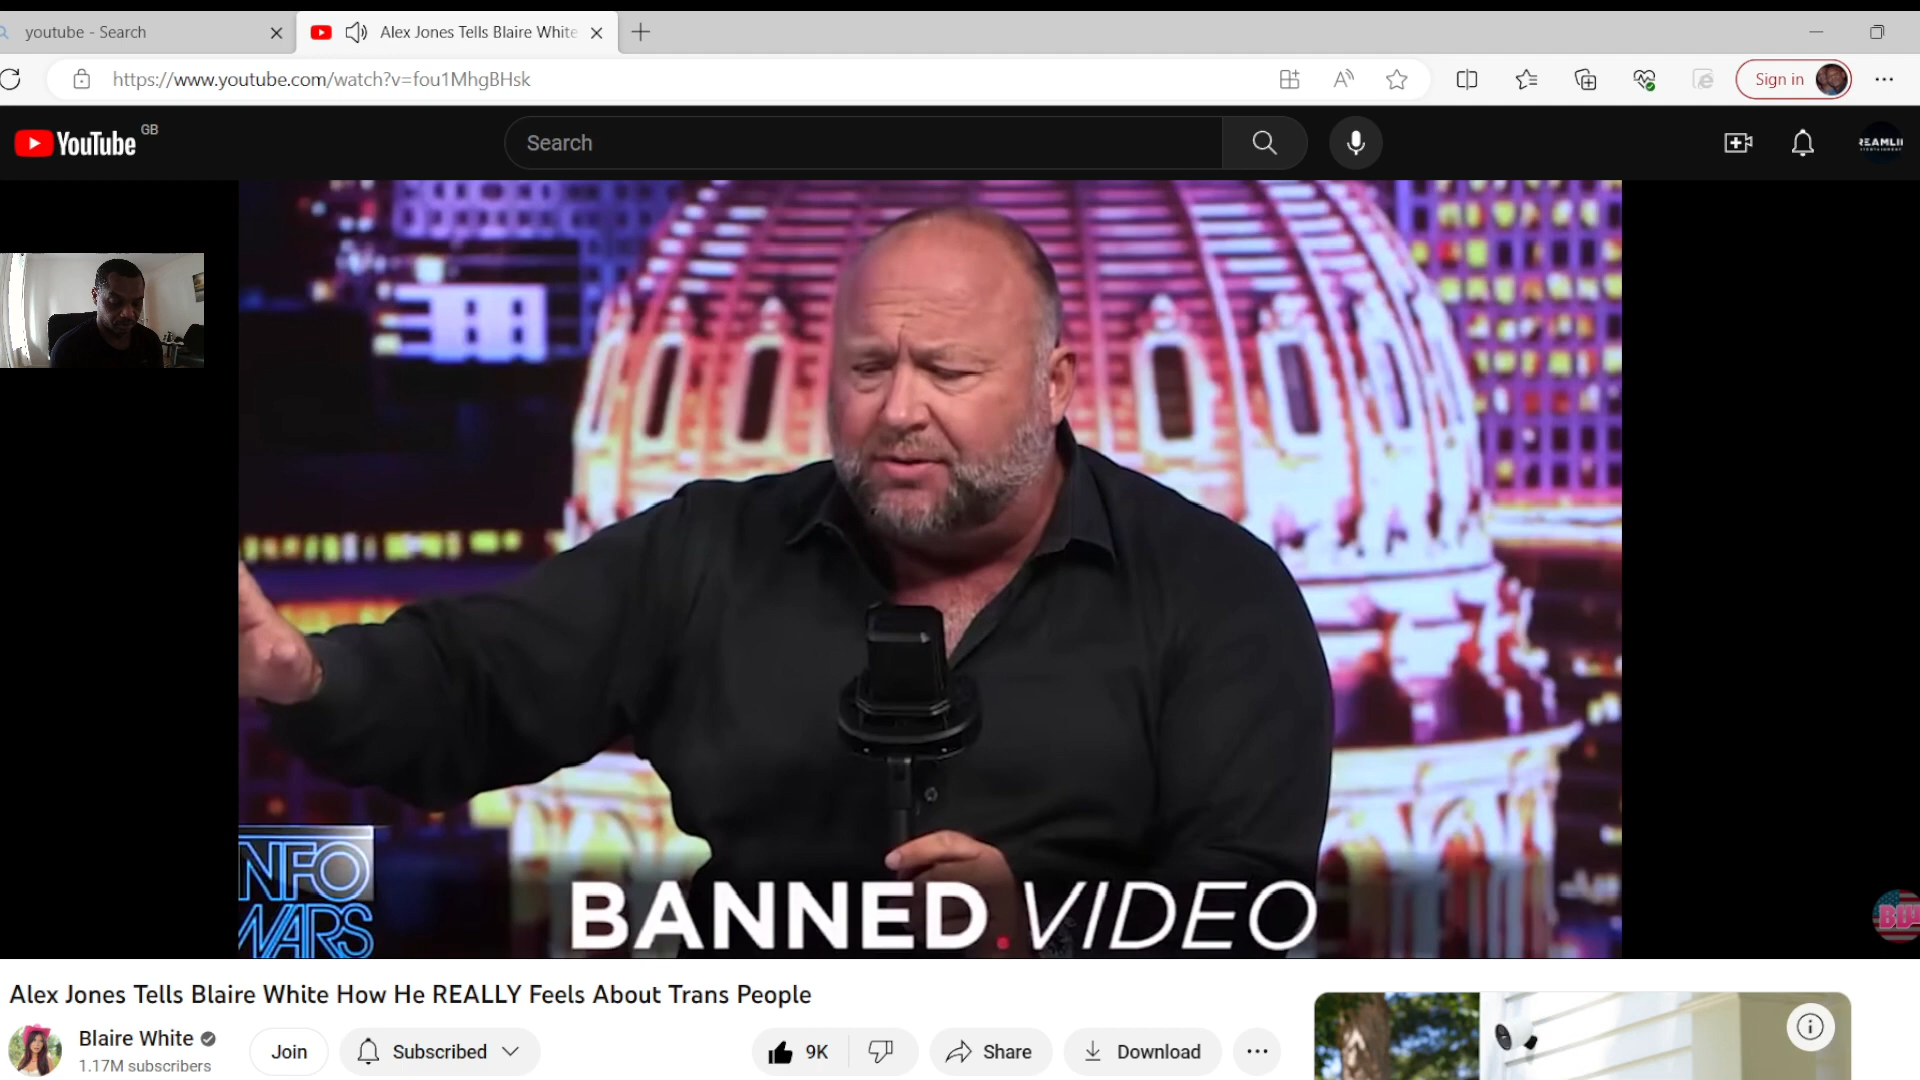 youtube - Search
Alex Jones Tells Blaire White
https://www.youtube.com/watch?v=fou1MhgBHsk
Sign in
YouTube GB
Search
REAMLI
INFO
WARS
BANNED.VIDEO
Alex Jones Tells Blaire White How He REALLY Feels About Trans People
Blaire White
1.17M subscribers
Join
Subscribed
9K
Share
Download